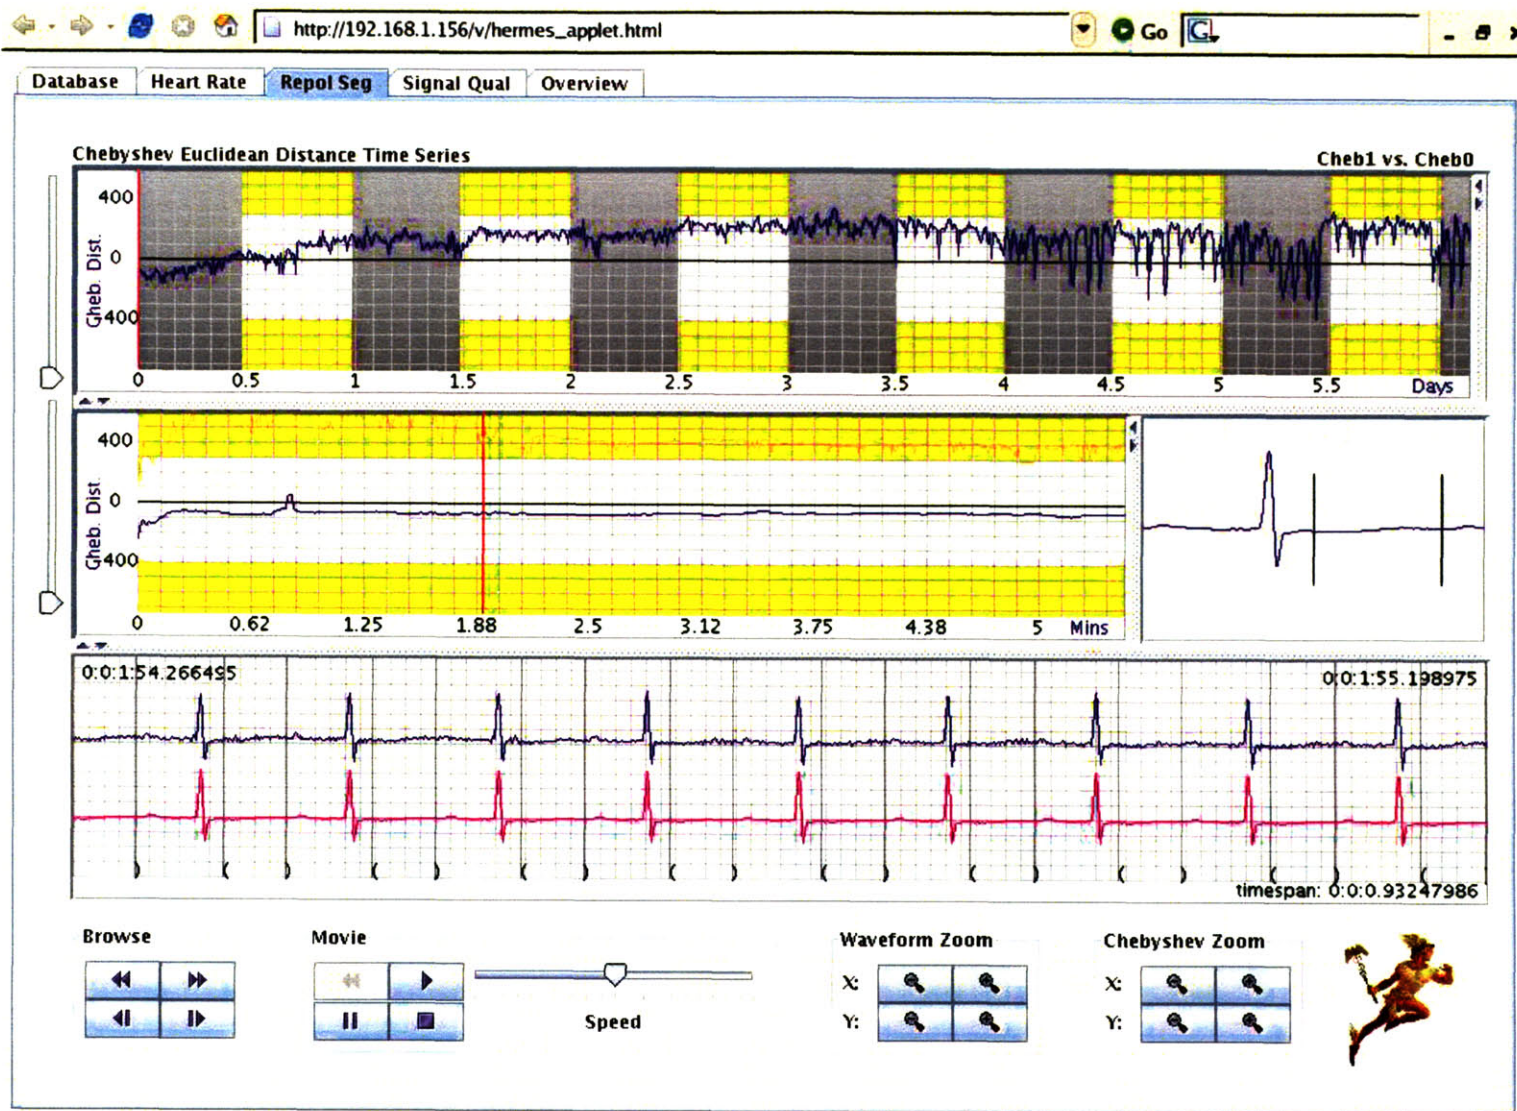 http://192.168.1.156/v/hermes_applet.html
Go
G
Database Heart Rate Repol Seg Signal Qual Overview
Chebyshev Euclidean Distance Time Series
Cheb1 vs. Cheb0
400
0
-400
Cheb. Dist.
0 0.5 1 1.5 2 2.5 3 3.5 4 4.5 5 5.5 Days
400
0
-400
Cheb. Dist.
0 0.62 1.25 1.88 2.5 3.12 3.75 4.38 5 Mins
0:0:1:54.266495
0:0:1:55.198975
timespan: 0:0:0.93247986
Browse Movie Waveform Zoom Chebyshev Zoom
X: X:
Speed Y: Y: